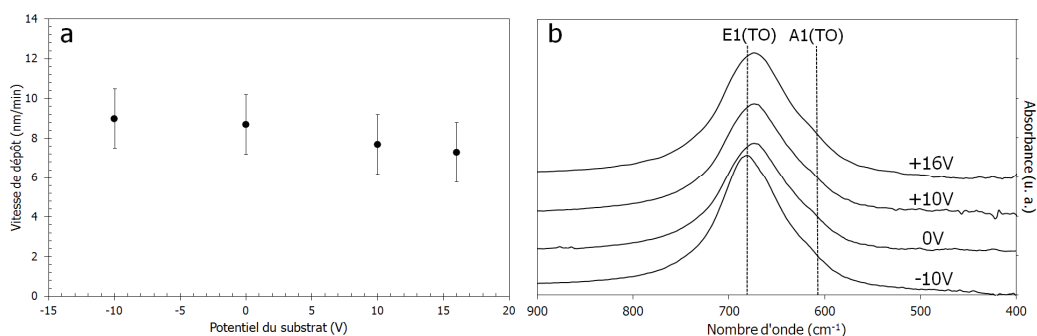 a
Vitesse de dépôt (nm/min)
14
12
10
8
6
4
2
0
-15
-10
-5
0
5
10
15
20
Potentiel du substrat (V)
b
E1(TO)
A1(TO)
+16V
+10V
0V
-10V
Absorbance (u. a.)
900
800
700
600
500
400
Nombre d'onde (cm⁻¹)